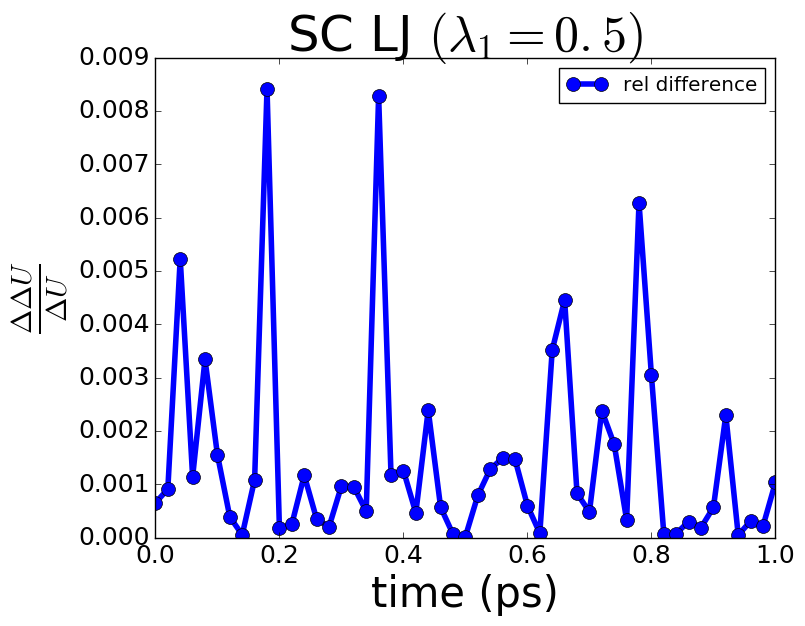 SC LJ (λ₁ = 0.5)
rel difference
0.009
0.008
0.007
0.006
0.005
0.004
0.003
0.002
0.001
0.000
ΔΔU
ΔU
0.0 0.2 0.4 0.6 0.8 1.0
time (ps)